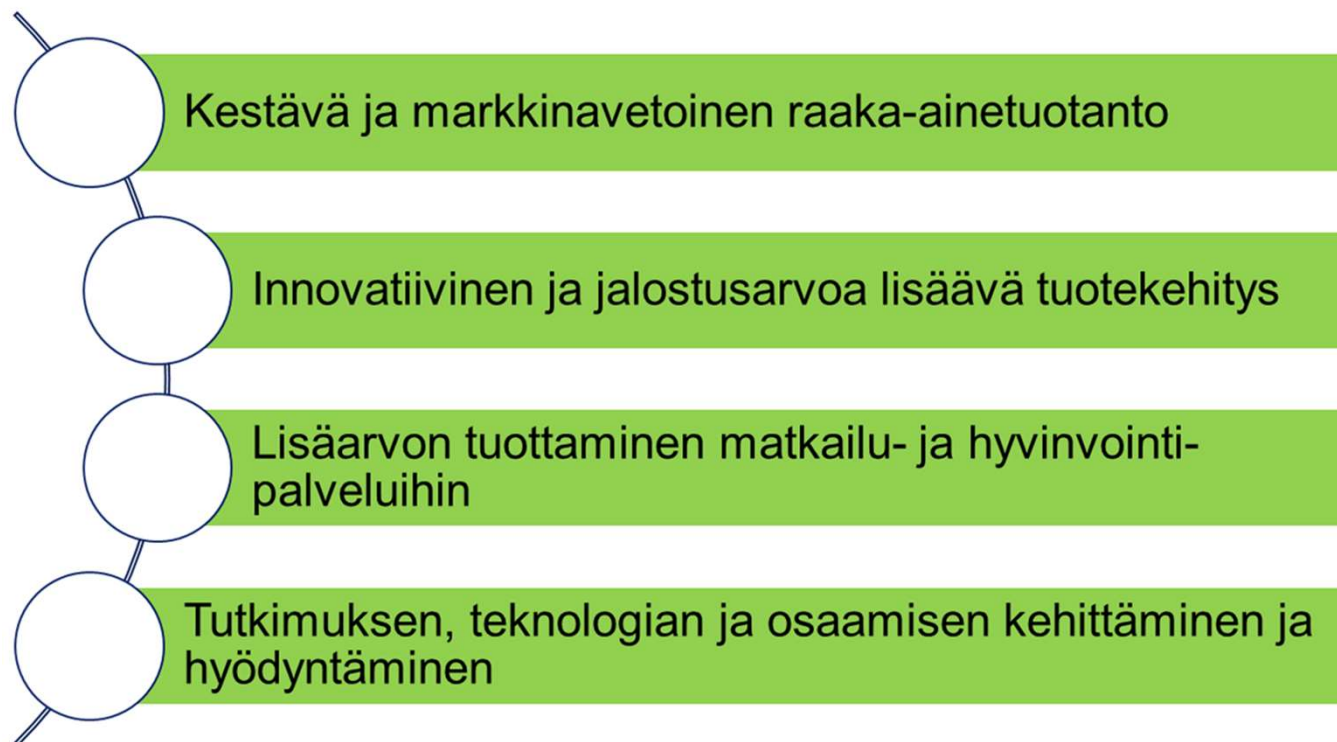 Kestävä ja markkinavetoinen raaka-ainetuotanto
Innovatiivinen ja jalostusarvoa lisäävä tuotekehitys
Lisäarvon tuottaminen matkailu- ja hyvinvointi-
palveluihin
Tutkimuksen, teknologian ja osaamisen kehittäminen ja
hyödyntäminen